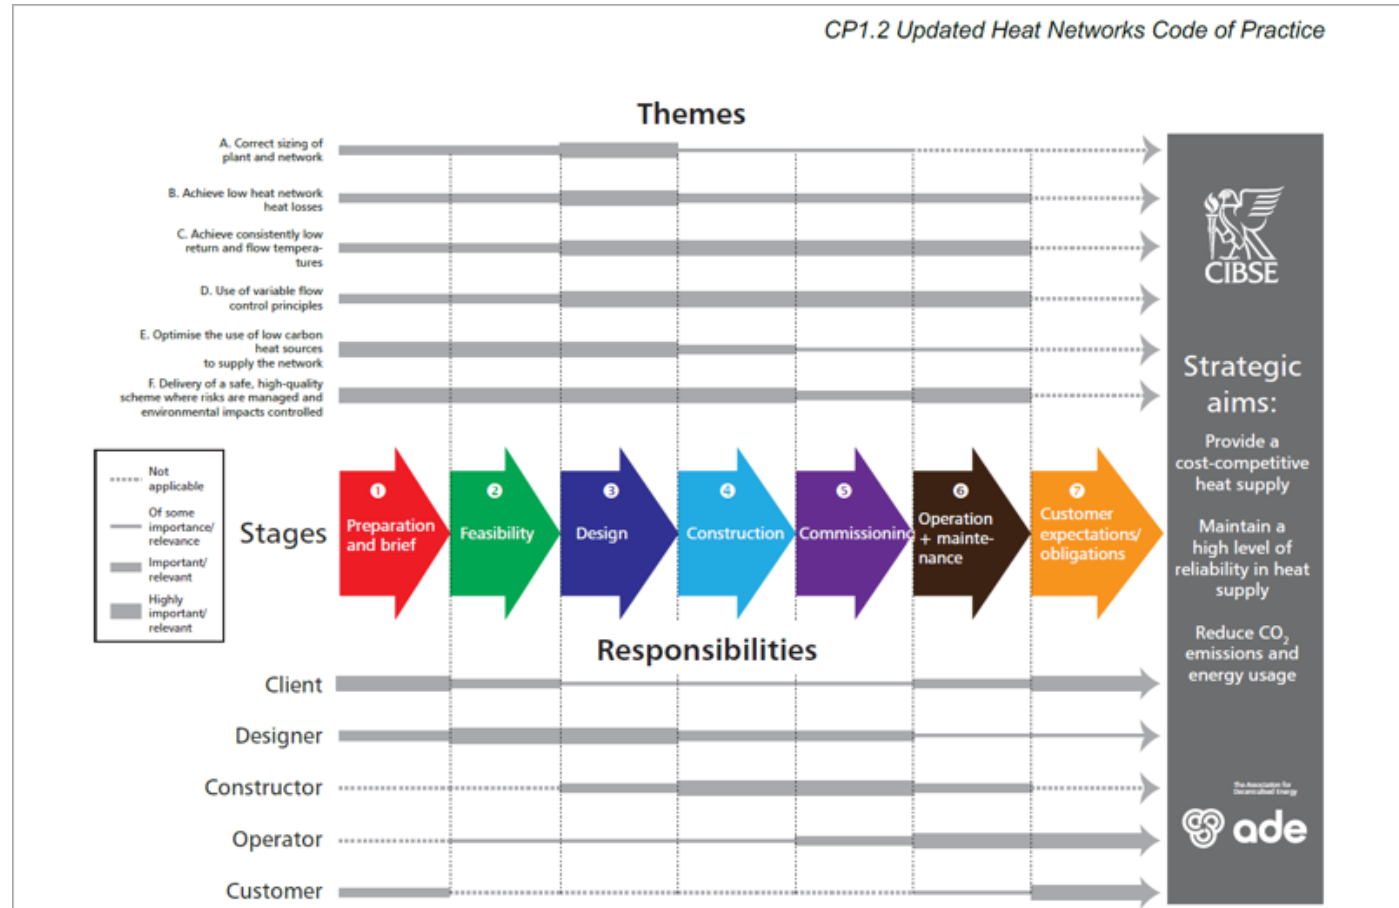 CP1.2 Updated Heat Networks Code of Practice
Themes
A. Correct sizing of
plant and network
B. Achieve low heat network
heat losses
C. Achieve consistently low
return and flow tempera-
tures
D. Use of variable flow
control principles
E. Optimise the use of low carbon
heat sources
to supply the network
F. Delivery of a safe, high-quality
scheme where risks are managed and
environmental impacts controlled
Not
applicable
Of some
importance/
relevance
Important/
relevant
Highly
important/
relevant
Stages
1
Preparation
and brief
2
Feasibility
3
Design
4
Construction
5
Commissioning
6
Operation
+ mainte-
nance
7
Customer
expectations/
obligations
Responsibilities
Client
Designer
Constructor
Operator
Customer
CIBSE
Strategic
aims:
Provide a
cost-competitive
heat supply
Maintain a
high level of
reliability in heat
supply
Reduce CO₂
emissions and
energy usage
The Association for
Decentralised Energy
ade